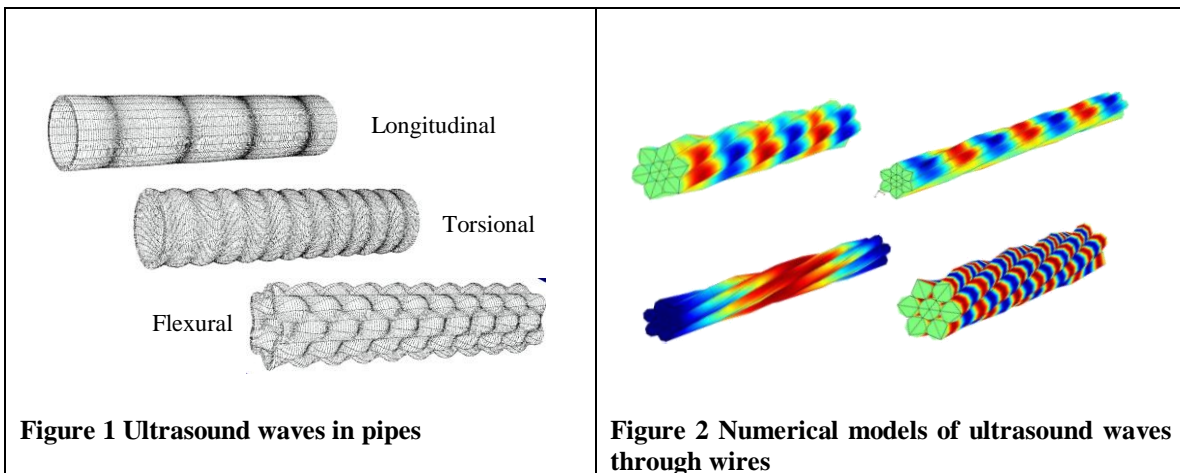 Longitudinal
Torsional
Flexural
Figure 1 Ultrasound waves in pipes
Figure 2 Numerical models of ultrasound waves
through wires